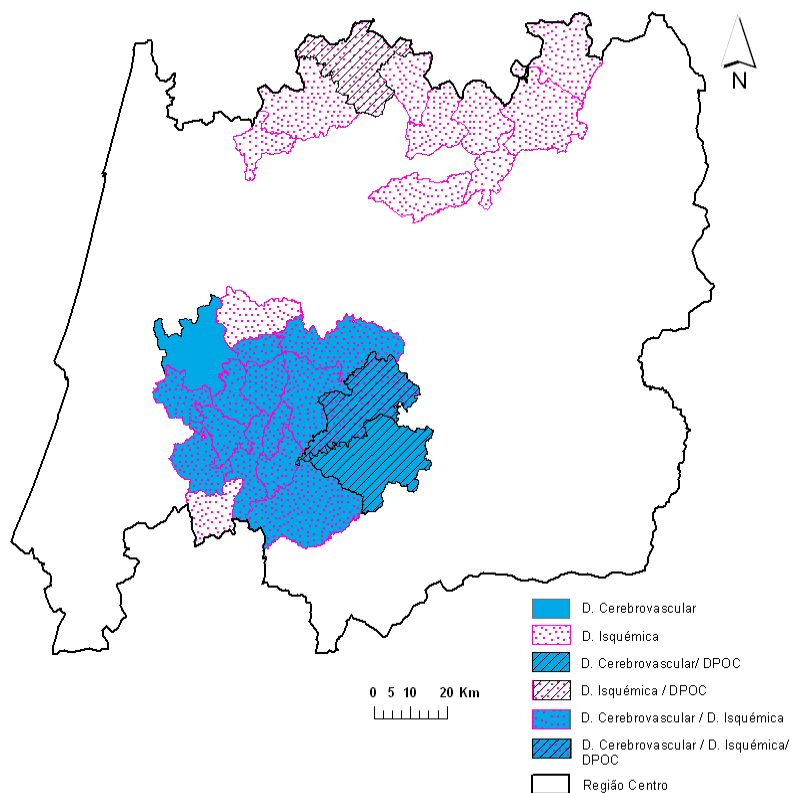 N
D. Cerebrovascular
D. Isquémica
D. Cerebrovascular/ DPOC
D. Isquémica / DPOC
D. Cerebrovascular / D. Isquémica
D. Cerebrovascular / D. Isquémica/
DPOC
Região Centro
0 5 10 20 Km